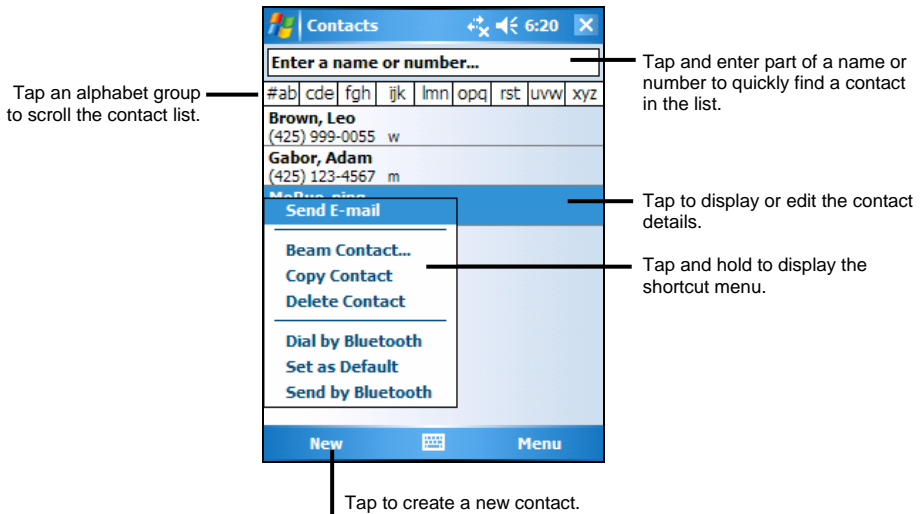 Contacts 6:20
Enter a name or number...
Tap and enter part of a name or
number to quickly find a contact
in the list.
Tap an alphabet group
to scroll the contact list.
#ab cde fgh ijk lmn opq rst uvw xyz
Brown, Leo
(425) 999-0055 w
Gabor, Adam
(425) 123-4567 m
Tap to display or edit the contact
details.
Send E-mail
Beam Contact...
Copy Contact
Delete Contact
Dial by Bluetooth
Set as Default
Send by Bluetooth
Tap and hold to display the
shortcut menu.
New Menu
Tap to create a new contact.